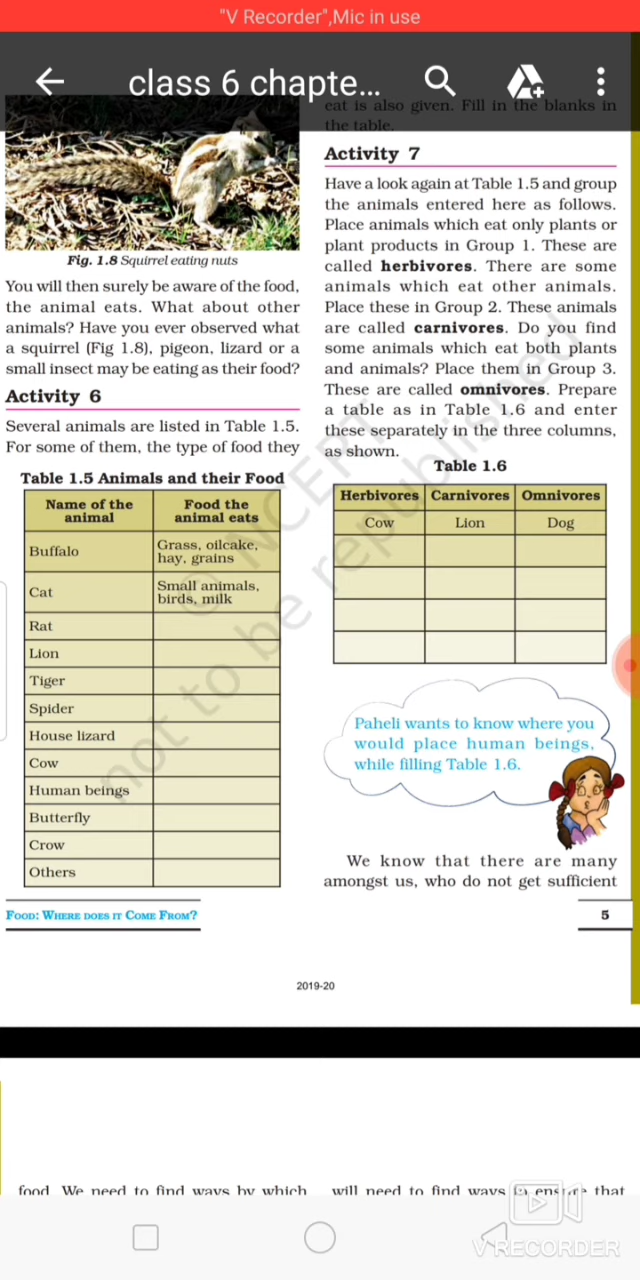 "V Recorder",Mic in use
class 6 chapte...
eat is also given. Fill in the blanks in
the table.
Fig. 1.8 Squirrel eating nuts
You will then surely be aware of the food,
the animal eats. What about other
animals? Have you ever observed what
a squirrel (Fig 1.8), pigeon, lizard or a
small insect may be eating as their food?
Activity 6
Several animals are listed in Table 1.5.
For some of them, the type of food they
Table 1.5 Animals and their Food
Name of the animal Food the animal eats
Buffalo Grass, oilcake, hay, grains
Cat Small animals, birds, milk
Rat
Lion
Tiger
Spider
House lizard
Cow
Human beings
Butterfly
Crow
Others
Activity 7
Have a look again at Table 1.5 and group
the animals entered here as follows.
Place animals which eat only plants or
plant products in Group 1. These are
called herbivores. There are some
animals which eat other animals.
Place these in Group 2. These animals
are called carnivores. Do you find
some animals which eat both plants
and animals? Place them in Group 3.
These are called omnivores. Prepare
a table as in Table 1.6 and enter
these separately in the three columns,
as shown.
Table 1.6
Herbivores Carnivores Omnivores
Cow Lion Dog
Paheli wants to know where you
would place human beings,
while filling Table 1.6.
We know that there are many
amongst us, who do not get sufficient
© NCERT
not to be republished
FOOD: WHERE DOES IT COME FROM?
5
2019-20
food. We need to find ways by which
will need to find ways to ensure that
V RECORDER